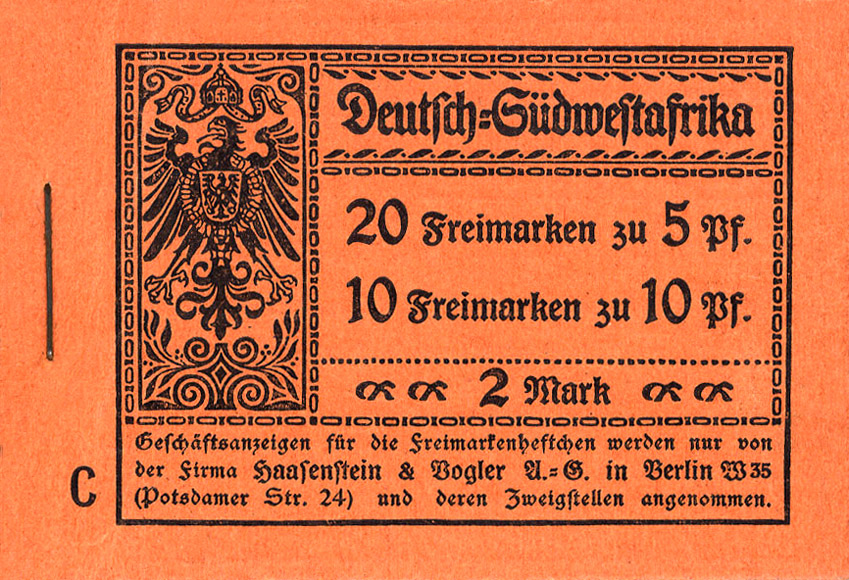 Deutsch=Südwestafrika
20 Freimarken zu 5 Pf.
10 Freimarken zu 10 Pf.
2 Mark
Geschäftsanzeigen für die Freimarkenheftchen werden nur von
der Firma Haasenstein & Vogler A.=G. in Berlin W 35
(Potsdamer Str. 24) und deren Zweigstellen angenommen.
C